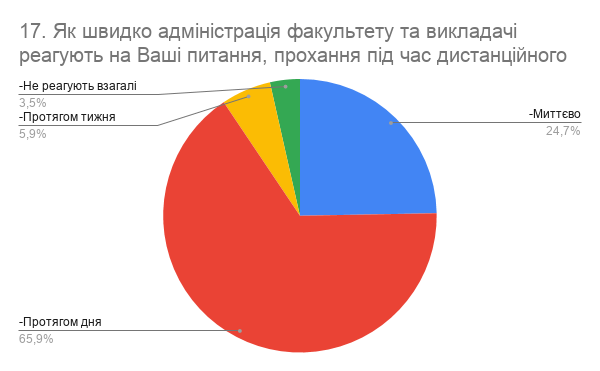 17. Як швидко адміністрація факультету та викладачі
реагують на Ваші питання, прохання під час дистанційного
-Не реагують взагалі
3,5%
-Протягом тижня
5,9%
-Миттєво
24,7%
-Протягом дня
65,9%